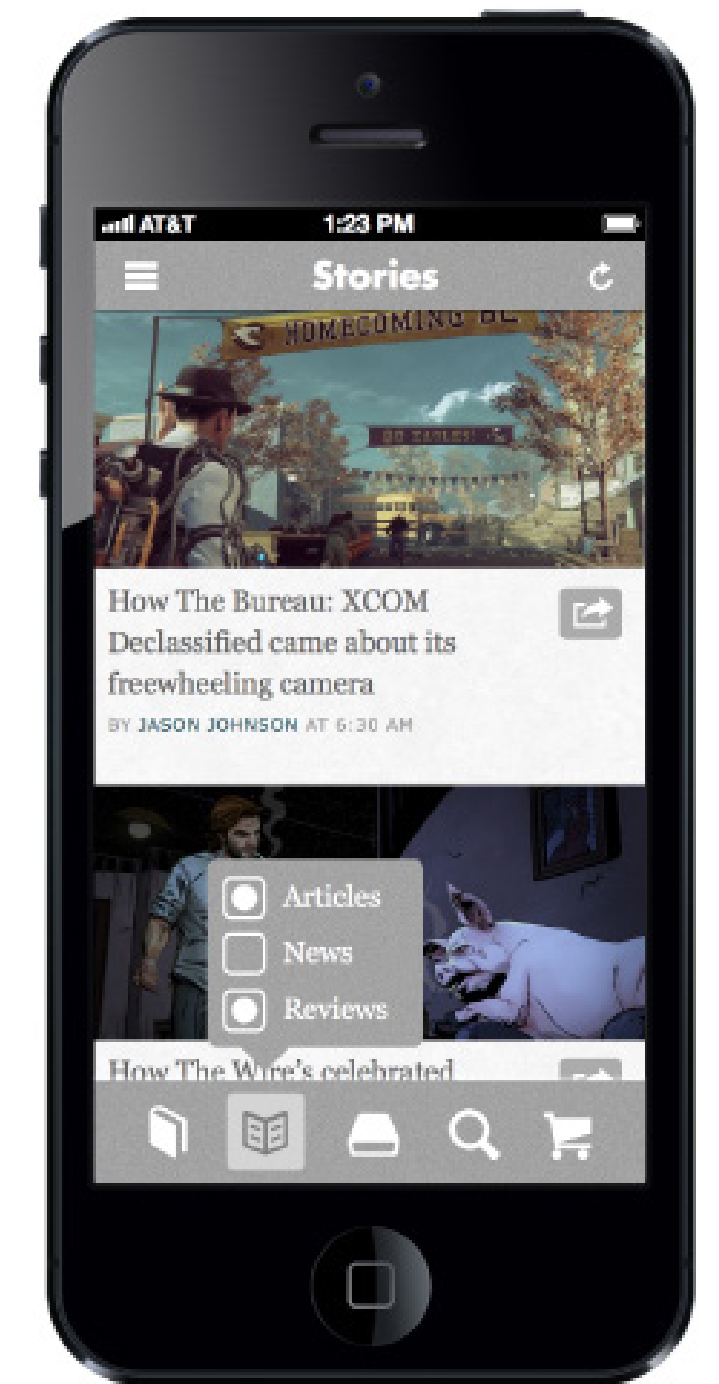 AT&T 1:23 PM
Stories
HOMECOMING
GO EAGLES!
How The Bureau: XCOM
Declassified came about its
freewheeling camera
BY JASON JOHNSON AT 6:30 AM
Articles
News
Reviews
How The Wire's celebrated